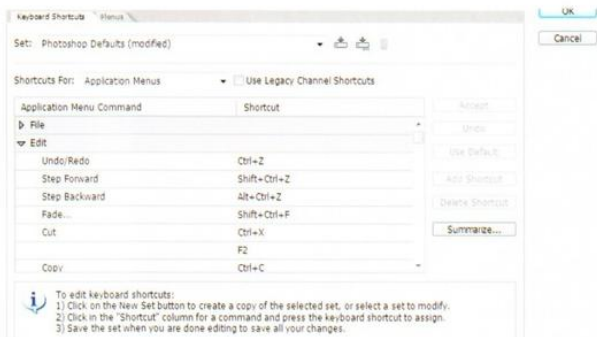 Keyboard Shortcuts Menus
OK
Set: Photoshop Defaults (modified)
Cancel
Shortcuts For: Application Menus Use Legacy Channel Shortcuts
Application Menu Command Shortcut
Accept
File
Undo
Edit
Use Default
Undo/Redo Ctrl+Z
Step Forward Shift+Ctrl+Z
Add Shortcut
Step Backward Alt+Ctrl+Z
Delete Shortcut
Fade... Shift+Ctrl+F
Cut Ctrl+X
Summarize...
F2
Copy Ctrl+C
To edit keyboard shortcuts:
1) Click on the New Set button to create a copy of the selected set, or select a set to modify.
2) Click in the "Shortcut" column for a command and press the keyboard shortcut to assign.
3) Save the set when you are done editing to save all your changes.